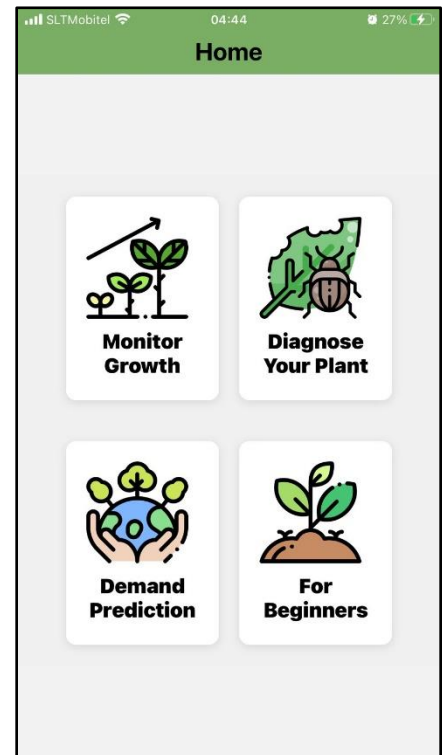 SLTMobitel 04:44 27%
Home
Monitor
Growth
Diagnose
Your Plant
Demand
Prediction
For
Beginners